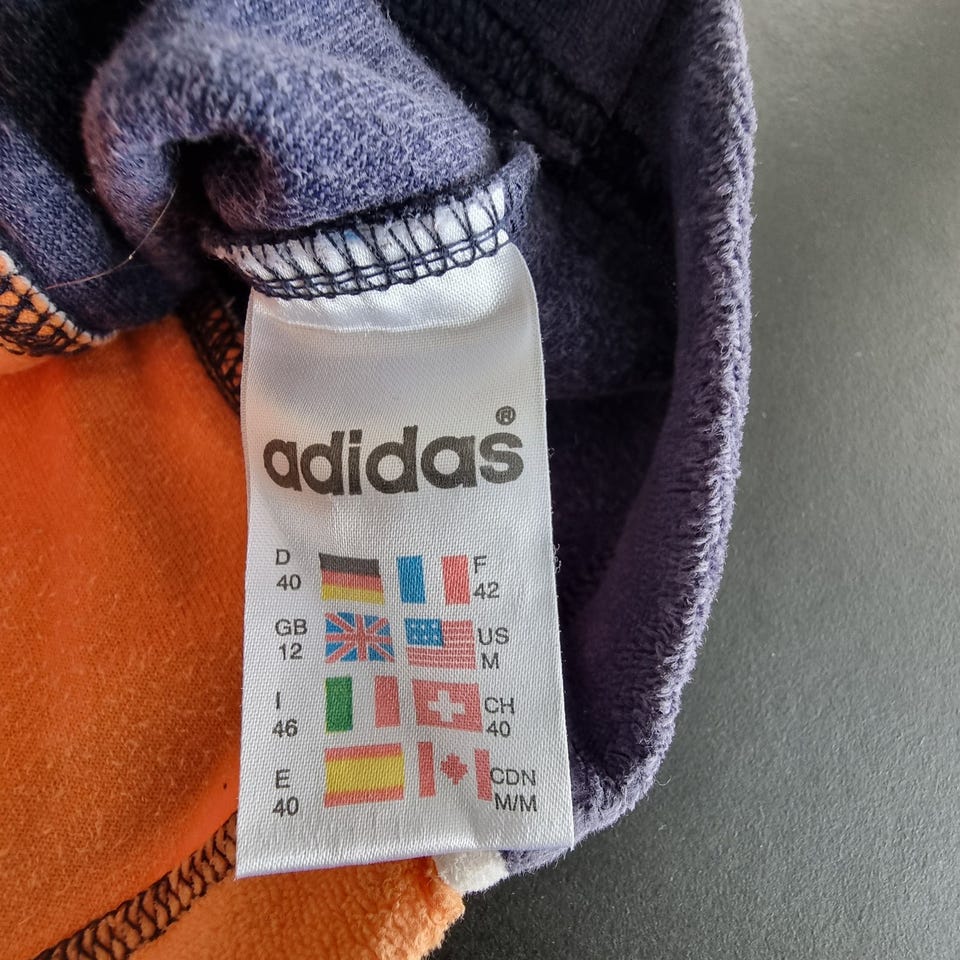 adidas®
D F
40 42
GB US
12 M
I CH
46 40
E CDN
40 M/M